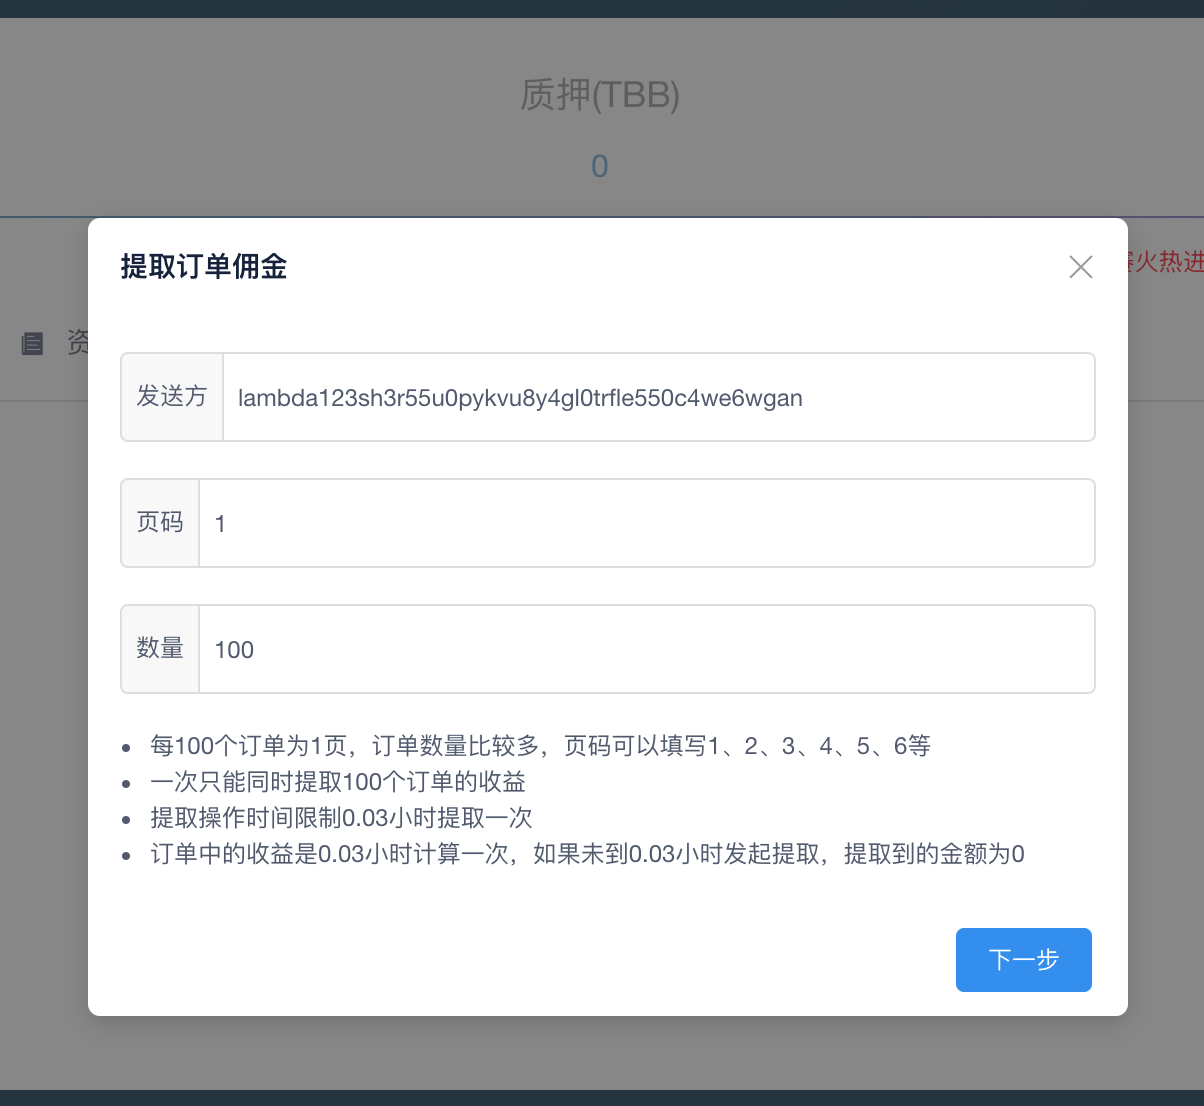 质押(TBB)
0
火热进
资
提取订单佣金
发送方 lambda123sh3r55u0pykvu8y4gl0trfle550c4we6wgan
页码 1
数量 100
每100个订单为1页，订单数量比较多，页码可以填写1、2、3、4、5、6等
一次只能同时提取100个订单的收益
提取操作时间限制0.03小时提取一次
订单中的收益是0.03小时计算一次，如果未到0.03小时发起提取，提取到的金额为0
下一步